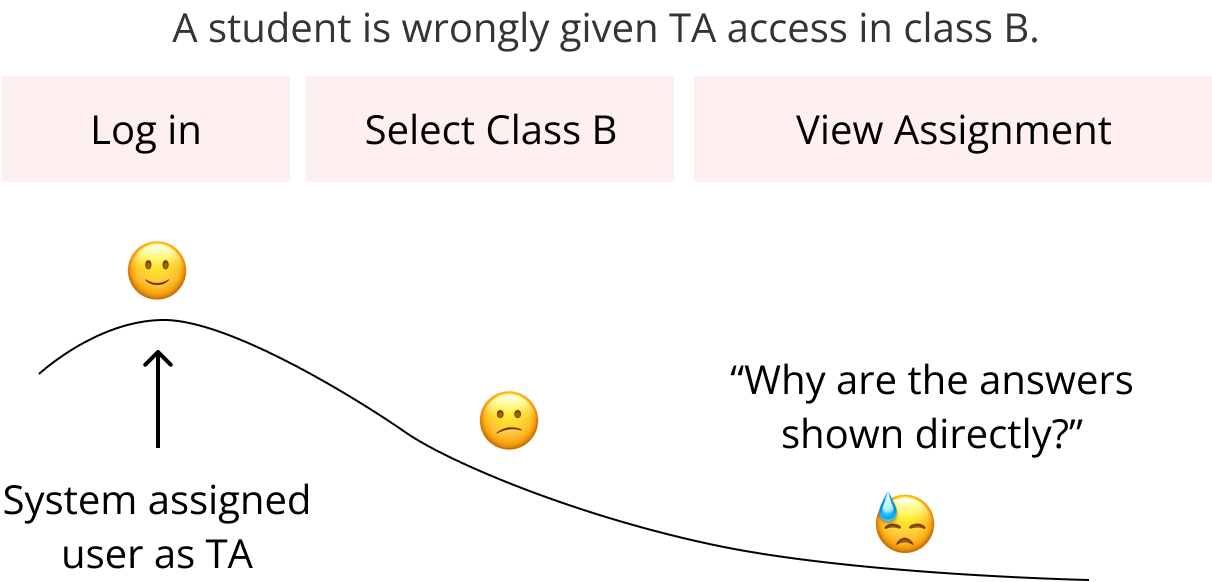 A student is wrongly given TA access in class B.
Log in
Select Class B
View Assignment
“Why are the answers
shown directly?”
System assigned
user as TA